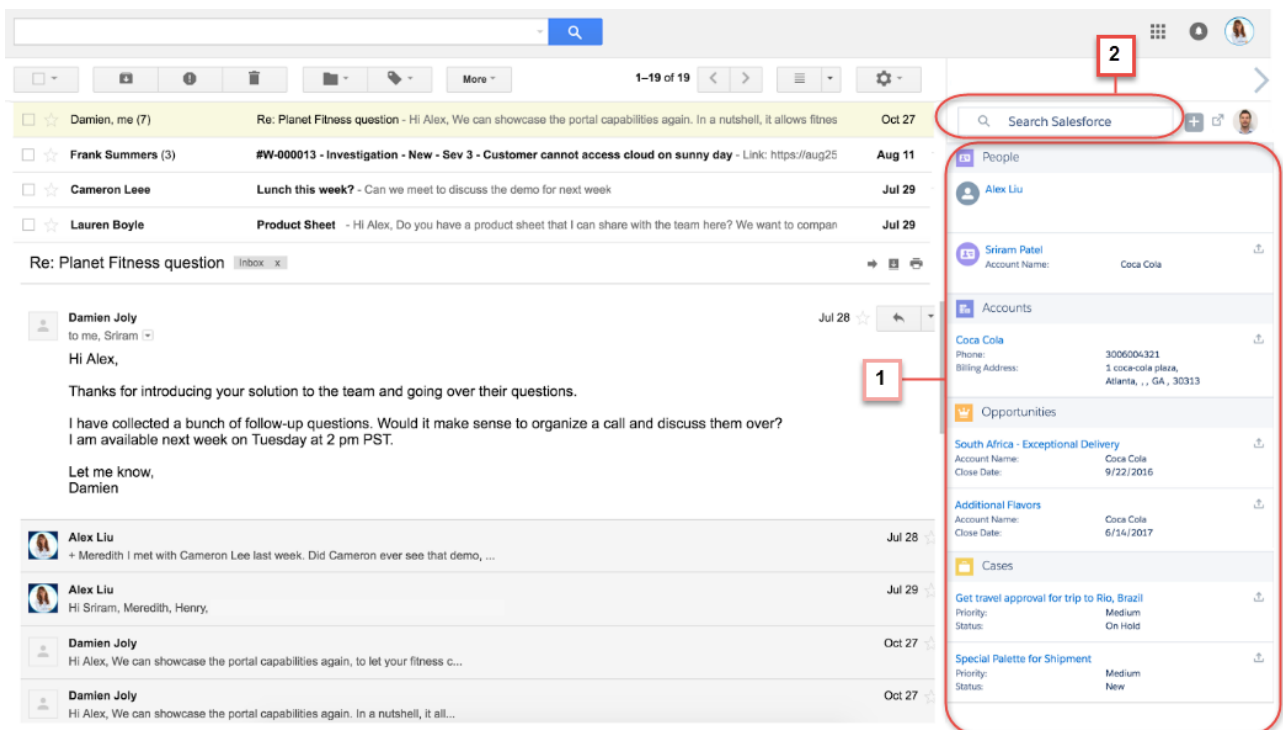 2
More
1–19 of 19
Damien, me (7) Re: Planet Fitness question - Hi Alex, We can showcase the portal capabilities again. In a nutshell, it allows fitnes Oct 27
Frank Summers (3) #W-000013 - Investigation - New - Sev 3 - Customer cannot access cloud on sunny day - Link: https://aug25 Aug 11
Cameron Leee Lunch this week? - Can we meet to discuss the demo for next week Jul 29
Lauren Boyle Product Sheet - Hi Alex, Do you have a product sheet that I can share with the team here? We want to compan Jul 29
Re: Planet Fitness question Inbox x
Damien Joly Jul 28
to me, Sriram
Hi Alex,
Thanks for introducing your solution to the team and going over their questions.
I have collected a bunch of follow-up questions. Would it make sense to organize a call and discuss them over?
I am available next week on Tuesday at 2 pm PST.
Let me know,
Damien
Alex Liu Jul 28
+ Meredith I met with Cameron Lee last week. Did Cameron ever see that demo, ...
Alex Liu Jul 29
Hi Sriram, Meredith, Henry,
Damien Joly Oct 27
Hi Alex, We can showcase the portal capabilities again, to let your fitness c...
Damien Joly Oct 27
Hi Alex, We can showcase the portal capabilities again. In a nutshell, it all...
1
Search Salesforce
People
Alex Liu
Sriram Patel
Account Name: Coca Cola
Accounts
Coca Cola
Phone: 3006004321
Billing Address: 1 coca-cola plaza,
Atlanta, , , GA , 30313
Opportunities
South Africa - Exceptional Delivery
Account Name: Coca Cola
Close Date: 9/22/2016
Additional Flavors
Account Name: Coca Cola
Close Date: 6/14/2017
Cases
Get travel approval for trip to Rio, Brazil
Priority: Medium
Status: On Hold
Special Palette for Shipment
Priority: Medium
Status: New